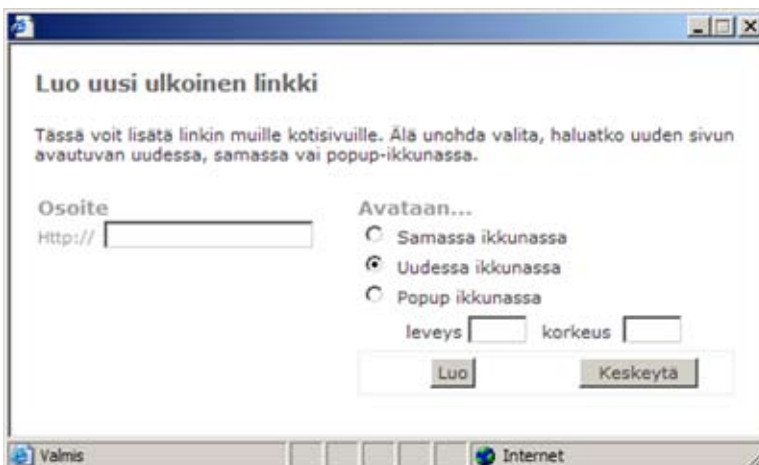 Luo uusi ulkoinen linkki
Tässä voit lisätä linkin muille kotisivuille. Älä unohda valita, haluatko uuden sivun
avautuvan uudessa, samassa vai popup-ikkunassa.
Osoite
Http://
Avataan...
Samassa ikkunassa
Uudessa ikkunassa
Popup ikkunassa
leveys korkeus
Luo Keskeytä
Valmis Internet